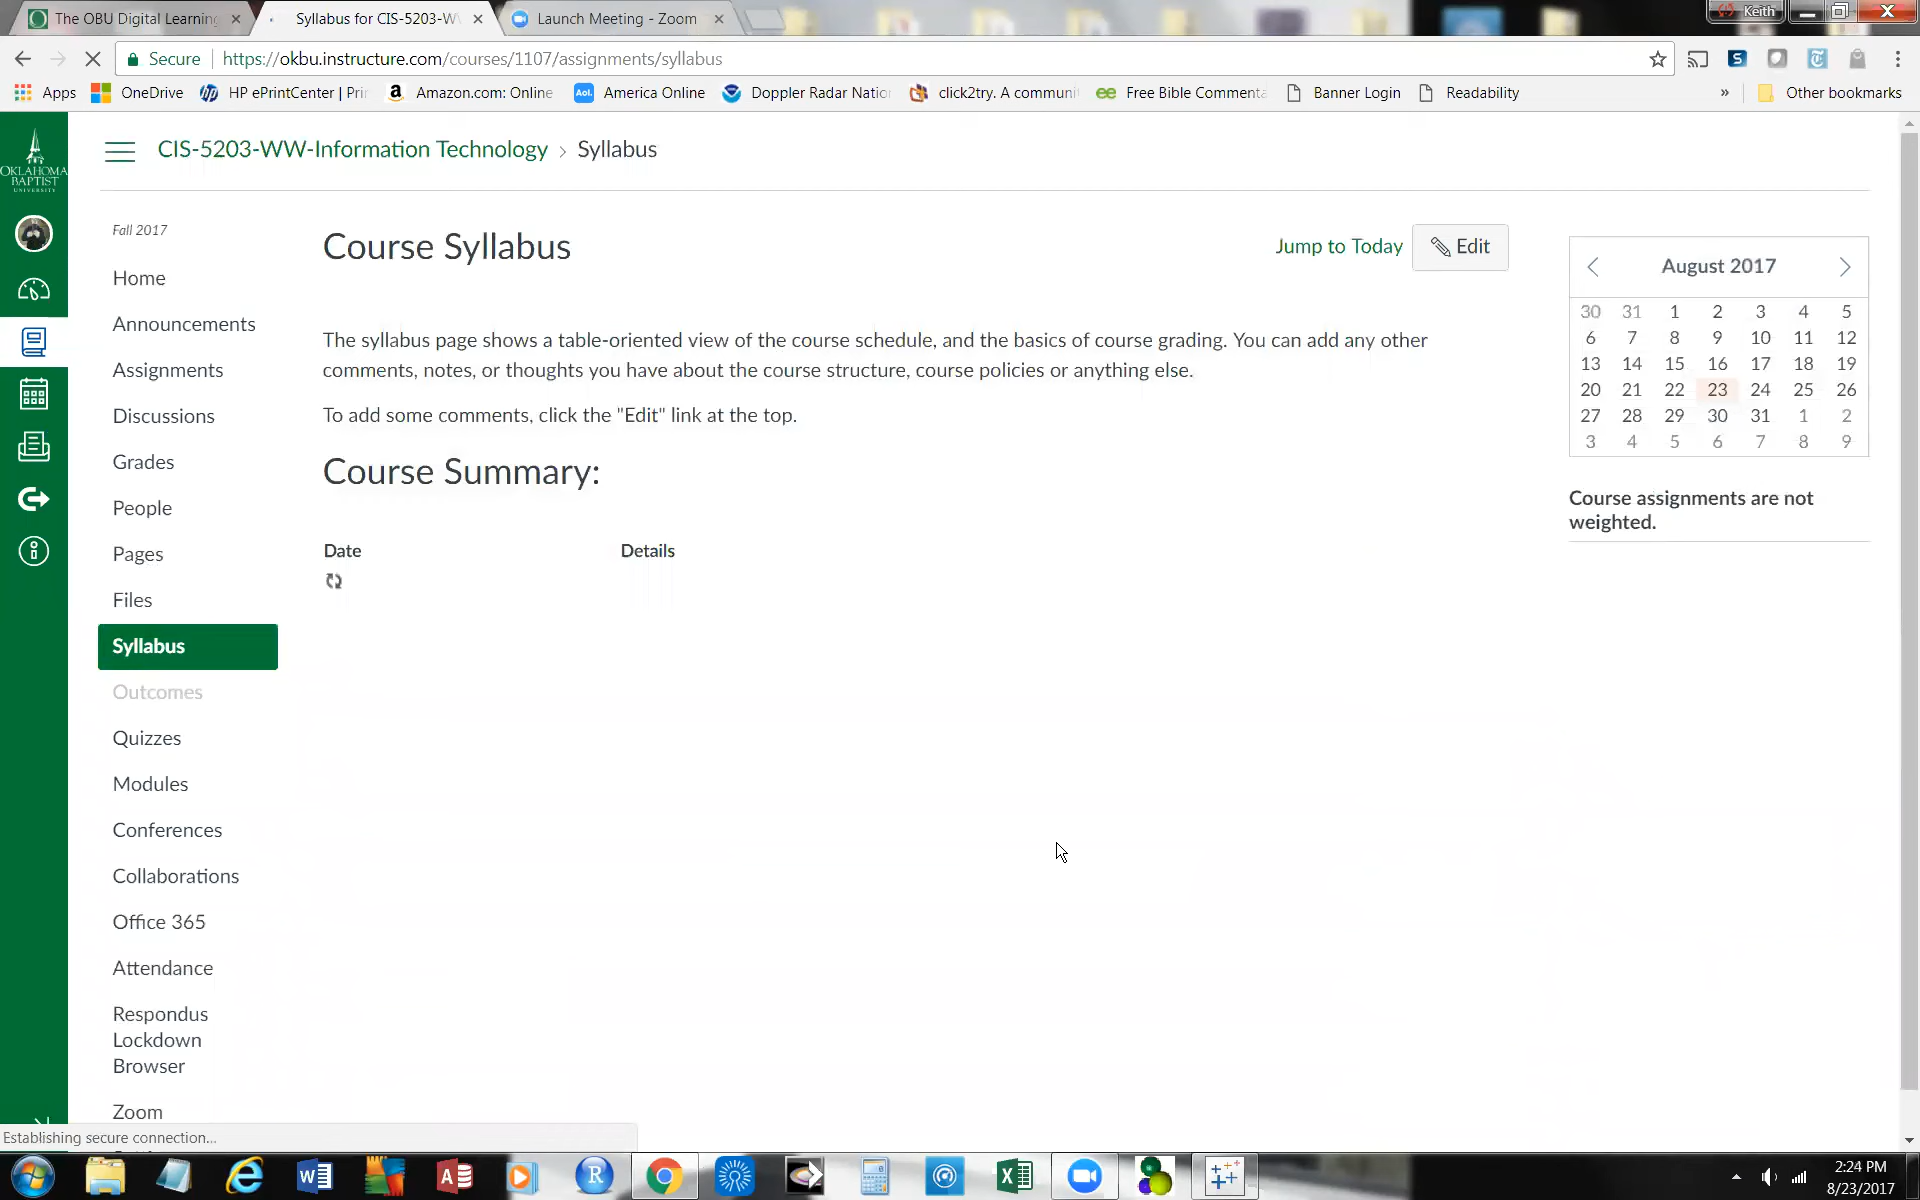 The OBU Digital Learnin
Syllabus for CIS-5203-W
Launch Meeting - Zoom
Keith
Secure
https://okbu.instructure.com/courses/1107/assignments/syllabus
Apps
OneDrive
HP ePrintCenter | Pri
Amazon.com: Online
Aol.
America Online
Doppler Radar Natio
click2try. A communi
Free Bible Commenta
Banner Login
Readability
»
Other bookmarks
OKLAHOMA
BAPTIST
UNIVERSITY
CIS-5203-WW-Information Technology › Syllabus
Fall 2017
Home
Announcements
Assignments
Discussions
Grades
People
Pages
Files
Syllabus
Outcomes
Quizzes
Modules
Conferences
Collaborations
Office 365
Attendance
Respondus
Lockdown
Browser
Zoom
Course Syllabus
Jump to Today
Edit
The syllabus page shows a table-oriented view of the course schedule, and the basics of course grading. You can add any other
comments, notes, or thoughts you have about the course structure, course policies or anything else.
To add some comments, click the "Edit" link at the top.
Course Summary:
Date Details
August 2017
30 31 1 2 3 4 5
6 7 8 9 10 11 12
13 14 15 16 17 18 19
20 21 22 23 24 25 26
27 28 29 30 31 1 2
3 4 5 6 7 8 9
Course assignments are not
weighted.
Establishing secure connection...
2:24 PM
8/23/2017